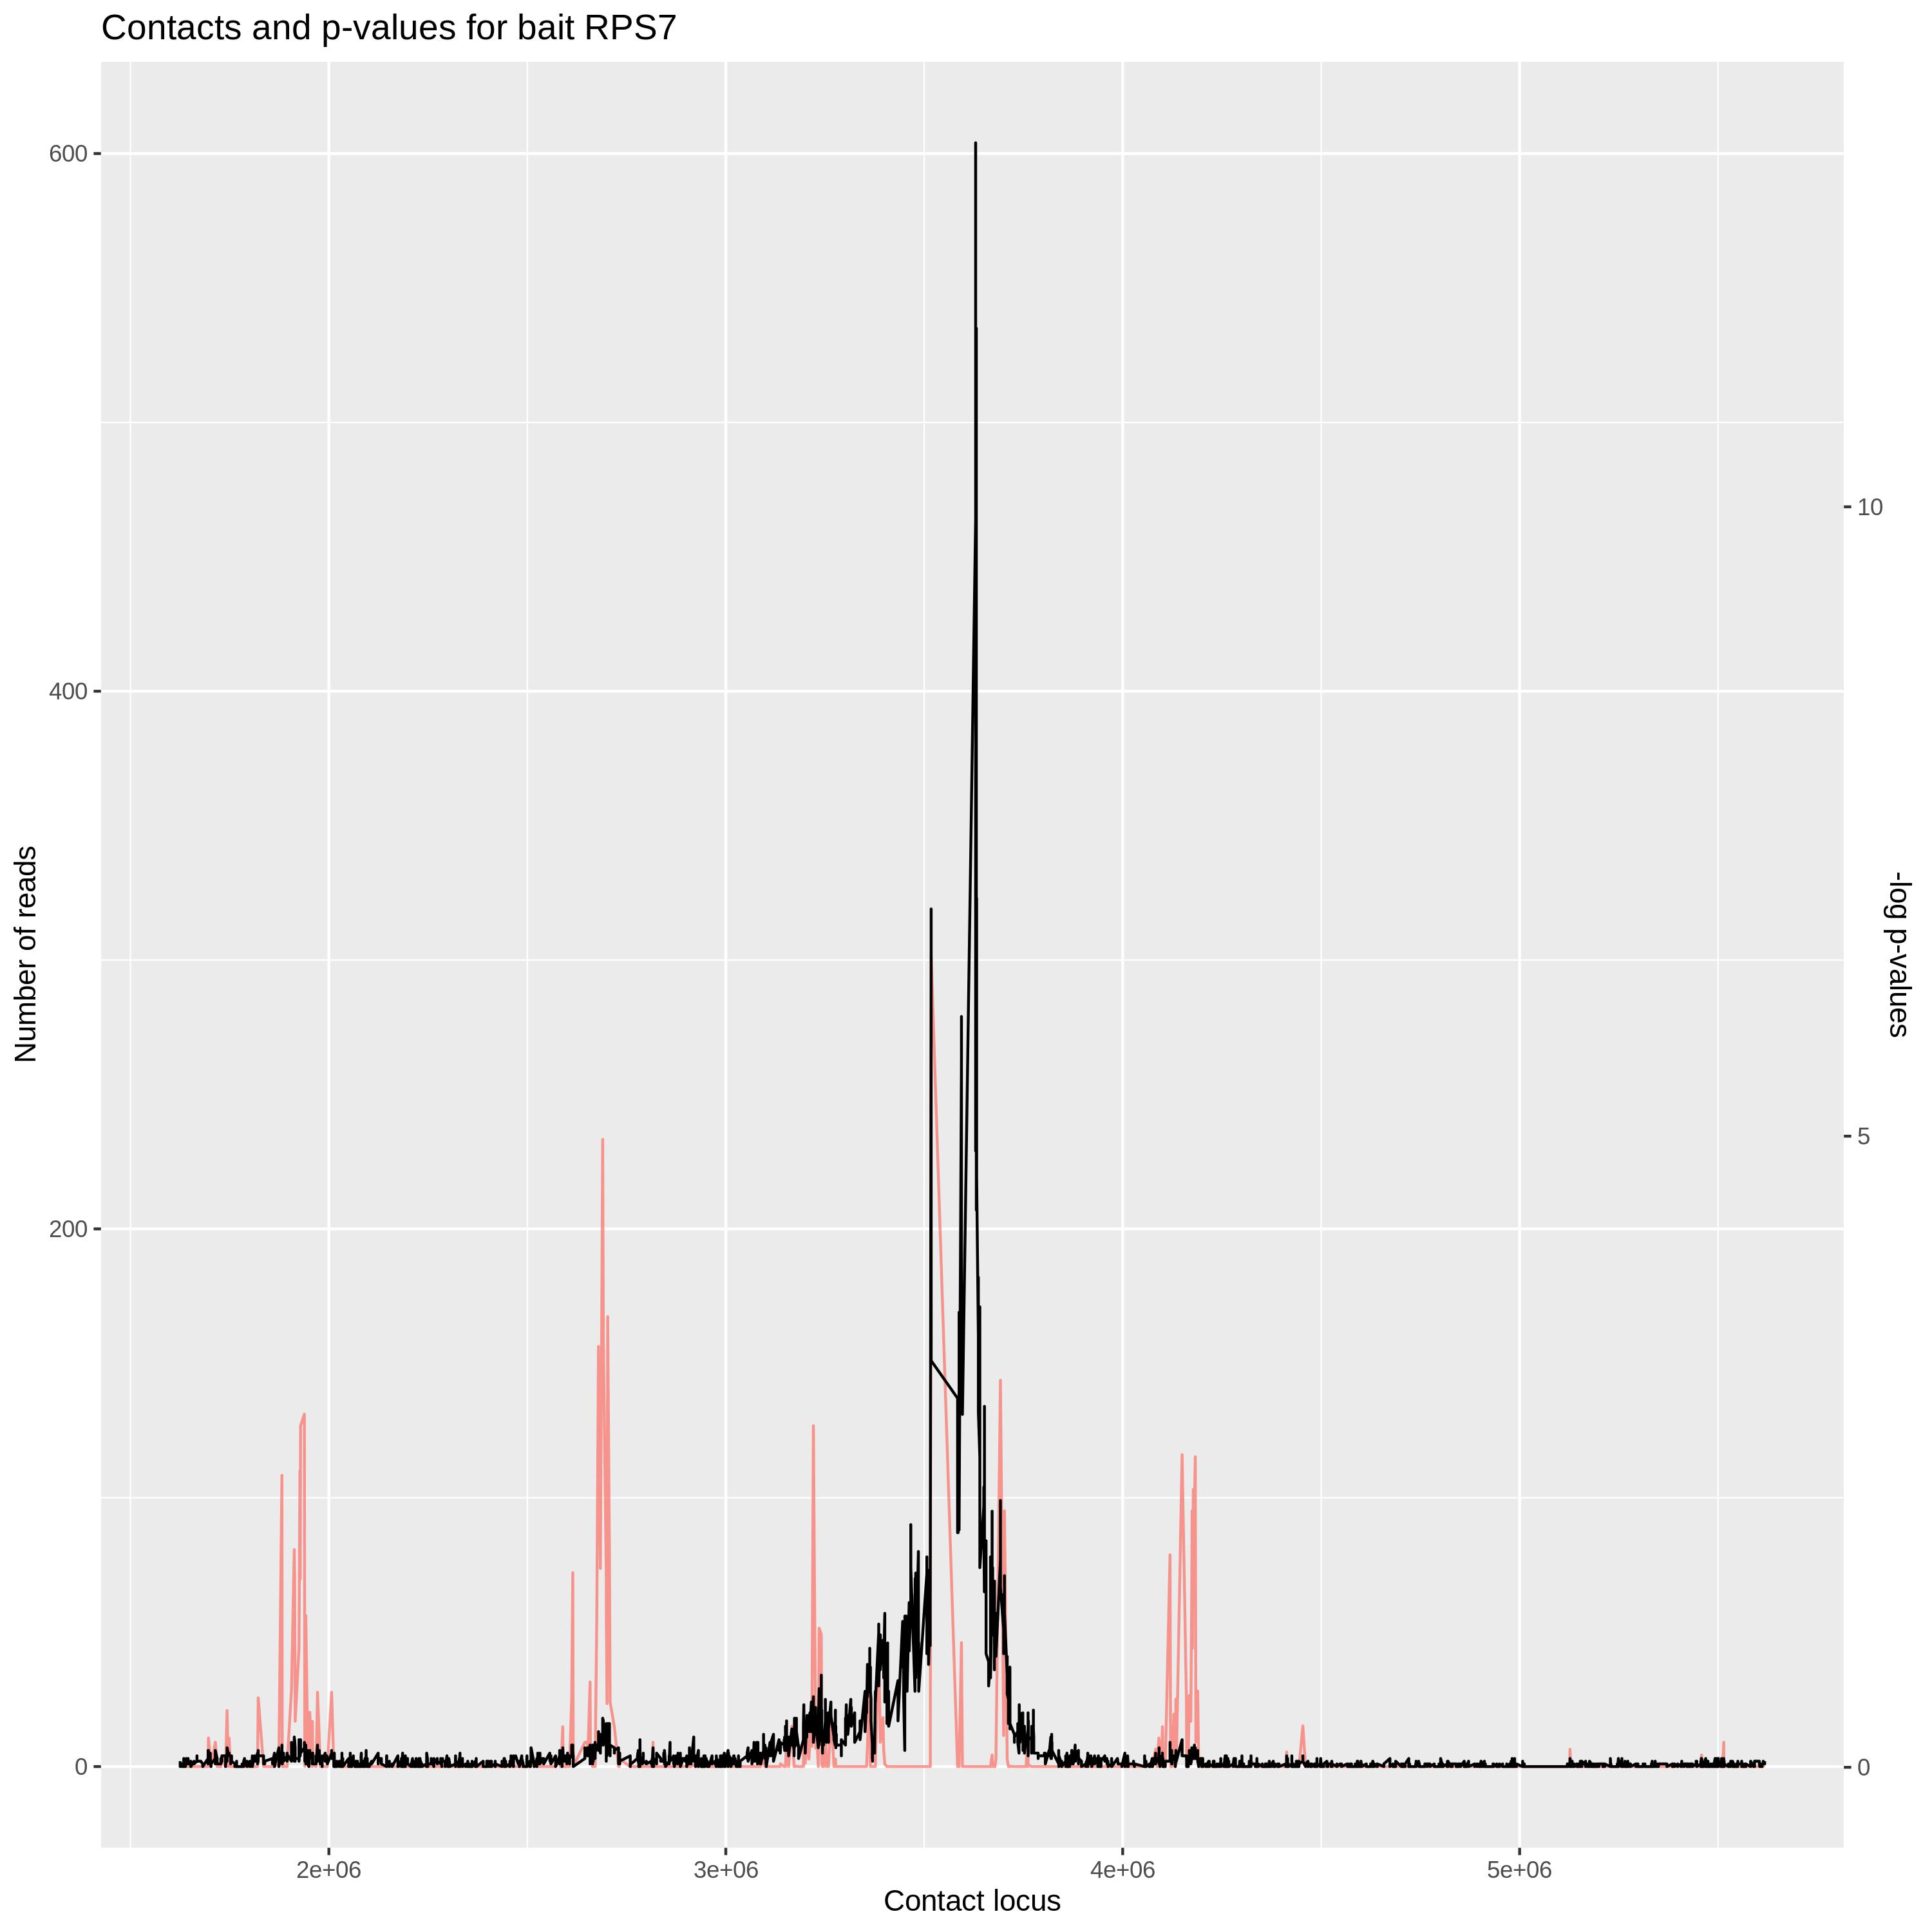 Contacts and p-values for bait RPS7
600
400
200
0
10
5
0
Number of reads
-log p-values
2e+06 3e+06 4e+06 5e+06
Contact locus